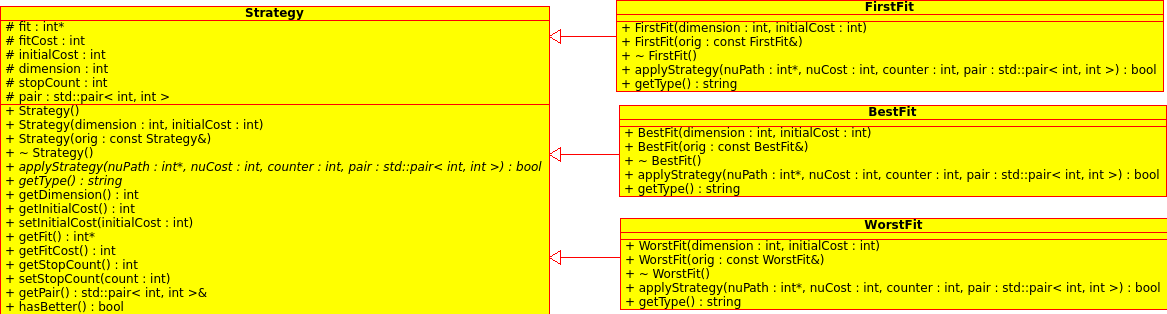 Strategy
# fit : int*
# fitCost : int
# initialCost : int
# dimension : int
# stopCount : int
# pair : std::pair< int, int >
+ Strategy()
+ Strategy(dimension : int, initialCost : int)
+ Strategy(orig : const Strategy&)
+ ~ Strategy()
+ applyStrategy(nuPath : int*, nuCost : int, counter : int, pair : std::pair< int, int >) : bool
+ getType() : string
+ getDimension() : int
+ getInitialCost() : int
+ setInitialCost(initialCost : int)
+ getFit() : int*
+ getFitCost() : int
+ getStopCount() : int
+ setStopCount(count : int)
+ getPair() : std::pair< int, int >&
+ hasBetter() : bool
FirstFit
+ FirstFit(dimension : int, initialCost : int)
+ FirstFit(orig : const FirstFit&)
+ ~ FirstFit()
+ applyStrategy(nuPath : int*, nuCost : int, counter : int, pair : std::pair< int, int >) : bool
+ getType() : string
BestFit
+ BestFit(dimension : int, initialCost : int)
+ BestFit(orig : const BestFit&)
+ ~ BestFit()
+ applyStrategy(nuPath : int*, nuCost : int, counter : int, pair : std::pair< int, int >) : bool
+ getType() : string
WorstFit
+ WorstFit(dimension : int, initialCost : int)
+ WorstFit(orig : const WorstFit&)
+ ~ WorstFit()
+ applyStrategy(nuPath : int*, nuCost : int, counter : int, pair : std::pair< int, int >) : bool
+ getType() : string